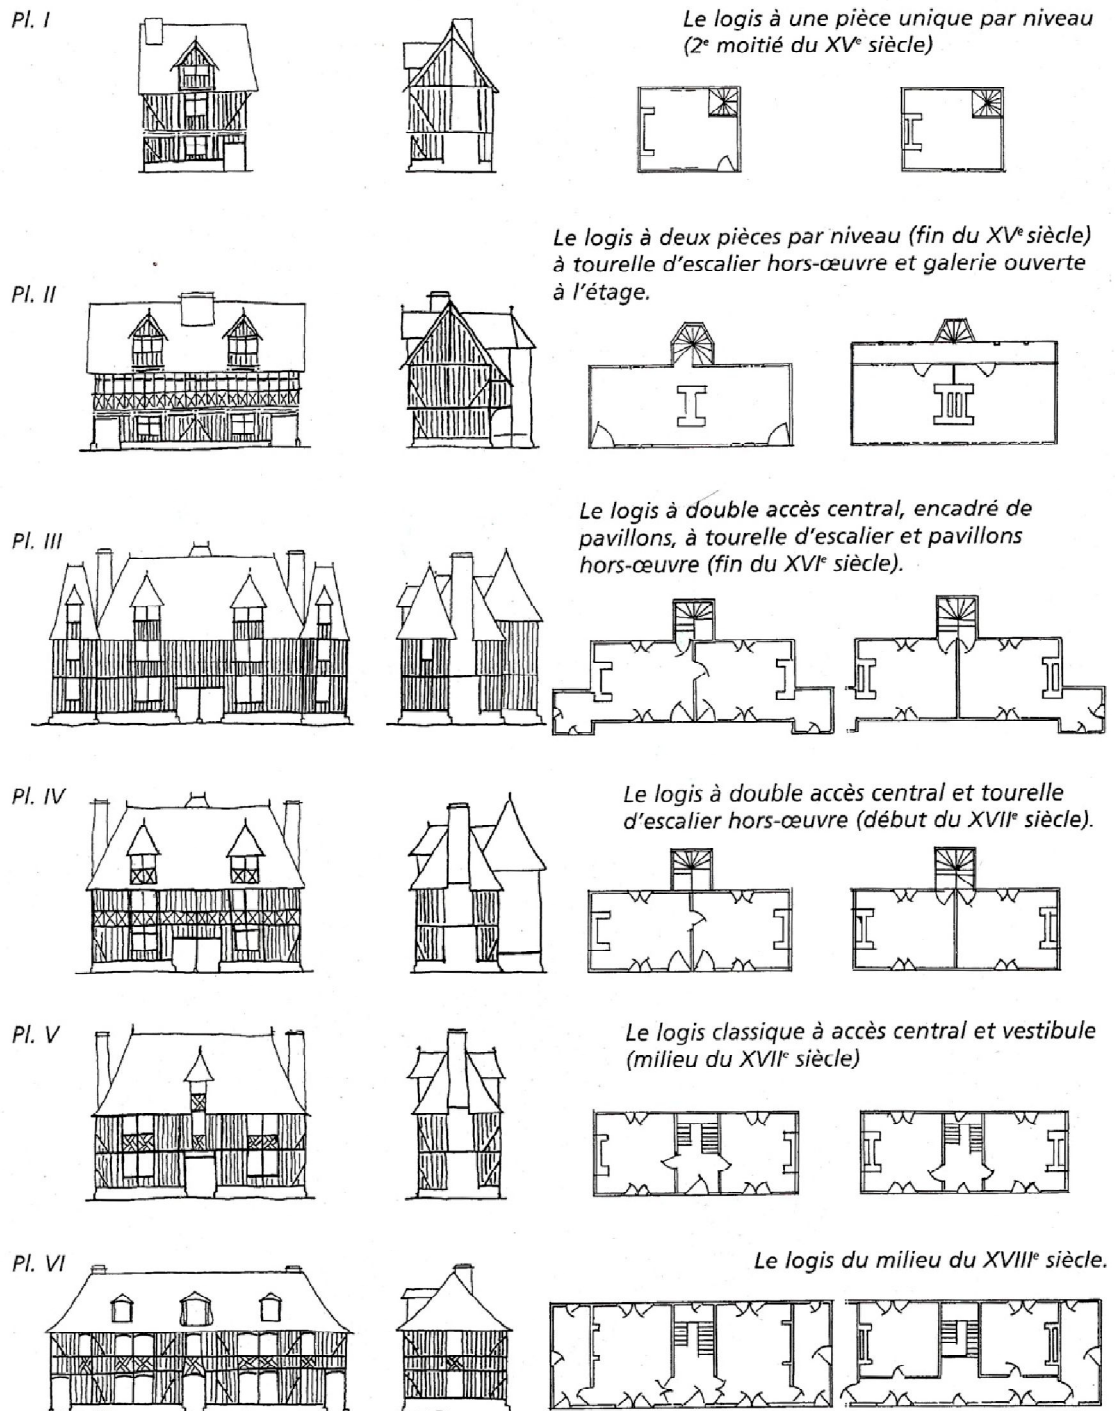 Pl. I
Le logis à une pièce unique par niveau
(2e moitié du XVe siècle)
Le logis à deux pièces par niveau (fin du XVe siècle)
à tourelle d'escalier hors-œuvre et galerie ouverte
à l'étage.
Pl. II
Le logis à double accès central, encadré de
pavillons, à tourelle d'escalier et pavillons
hors-œuvre (fin du XVIe siècle).
Pl. III
Pl. IV
Le logis à double accès central et tourelle
d'escalier hors-œuvre (début du XVIIe siècle).
Pl. V
Le logis classique à accès central et vestibule
(milieu du XVIIe siècle)
Pl. VI
Le logis du milieu du XVIIIe siècle.